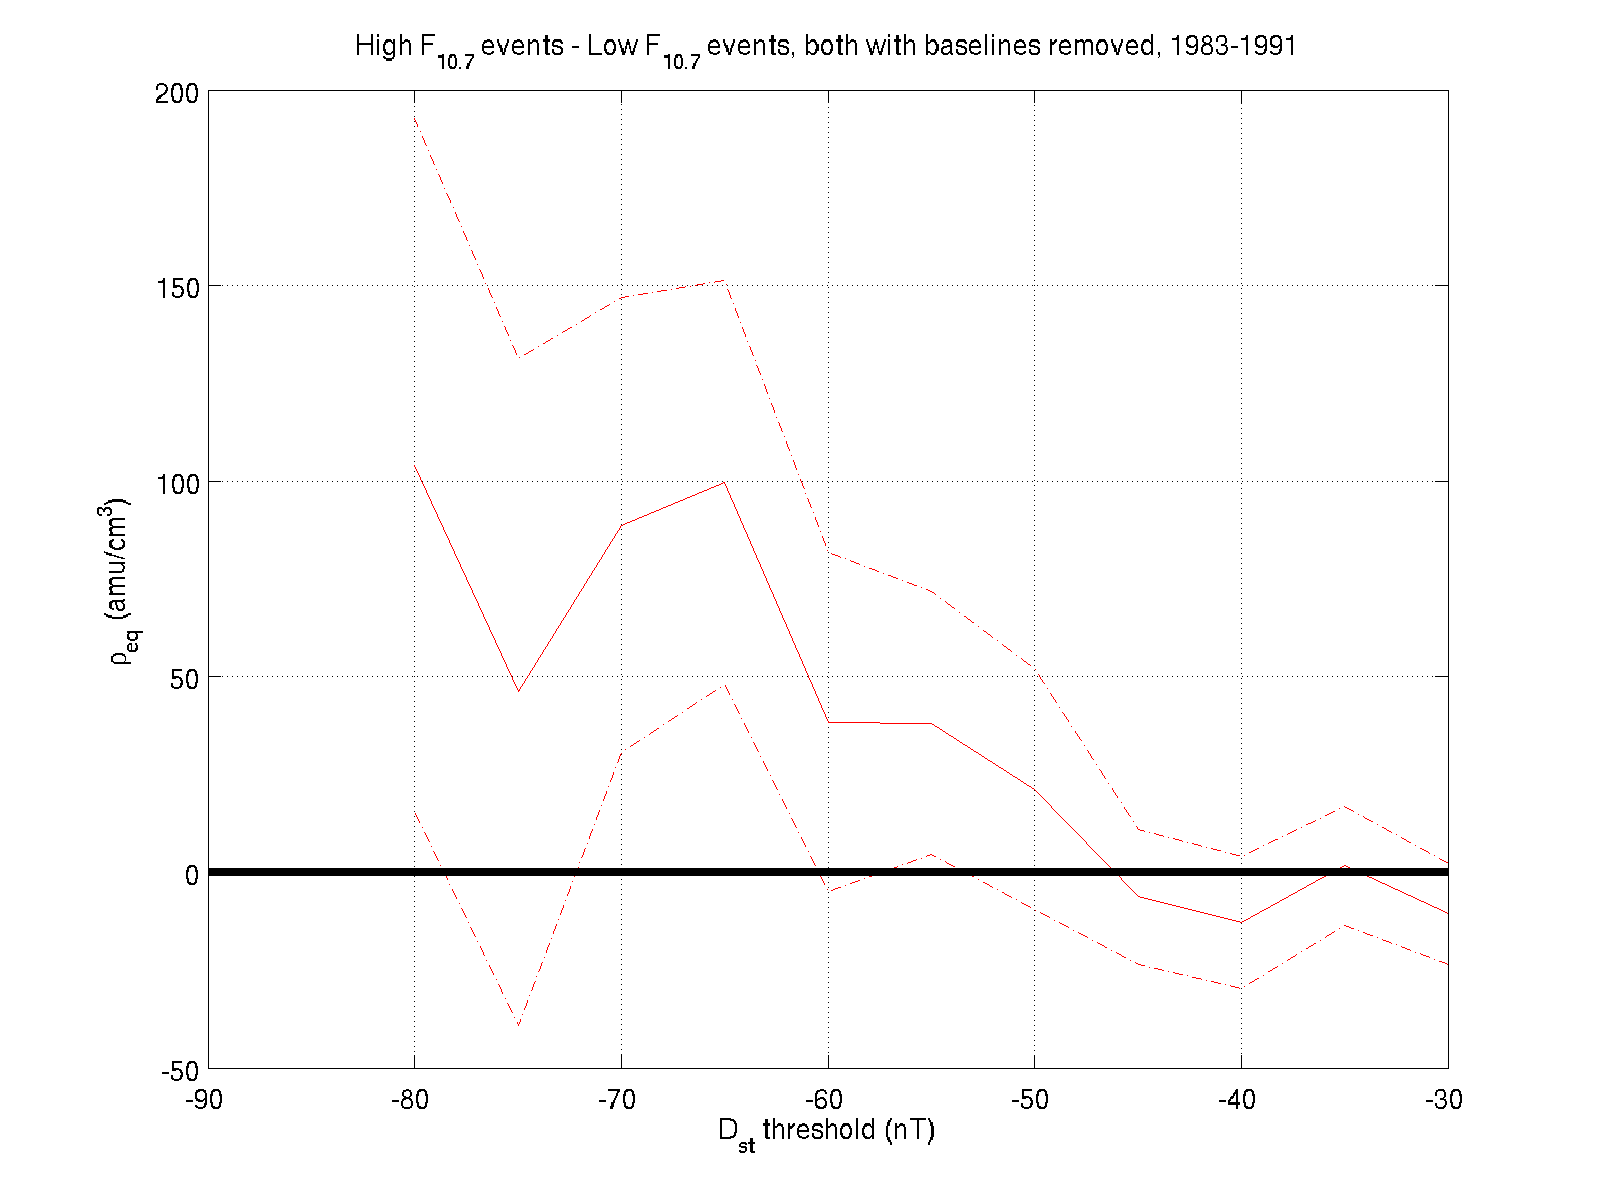 High F10.7 events - Low F10.7 events, both with baselines removed, 1983-1991
200
150
100
50
0
-50
ρeq (amu/cm3)
-90 -80 -70 -60 -50 -40 -30
Dst threshold (nT)